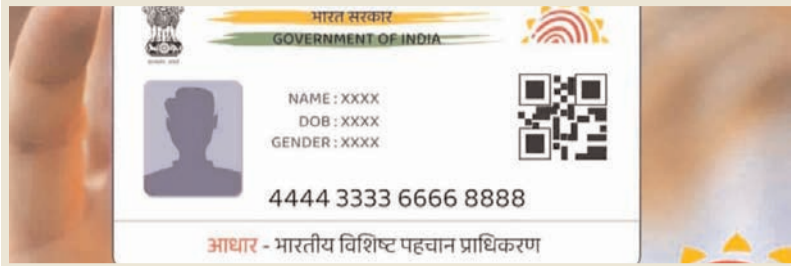 भारत सरकार
GOVERNMENT OF INDIA
NAME : XXXX
DOB : XXXX
GENDER : XXXX
4444 3333 6666 8888
आधार - भारतीय विशिष्ट पहचान प्राधिकरण